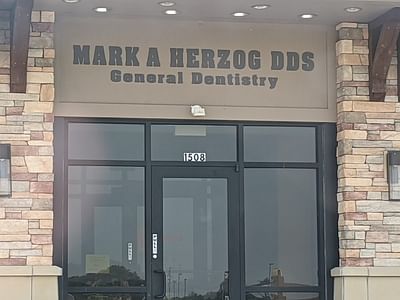 MARK A HERZOG DDS
General Dentistry
1508